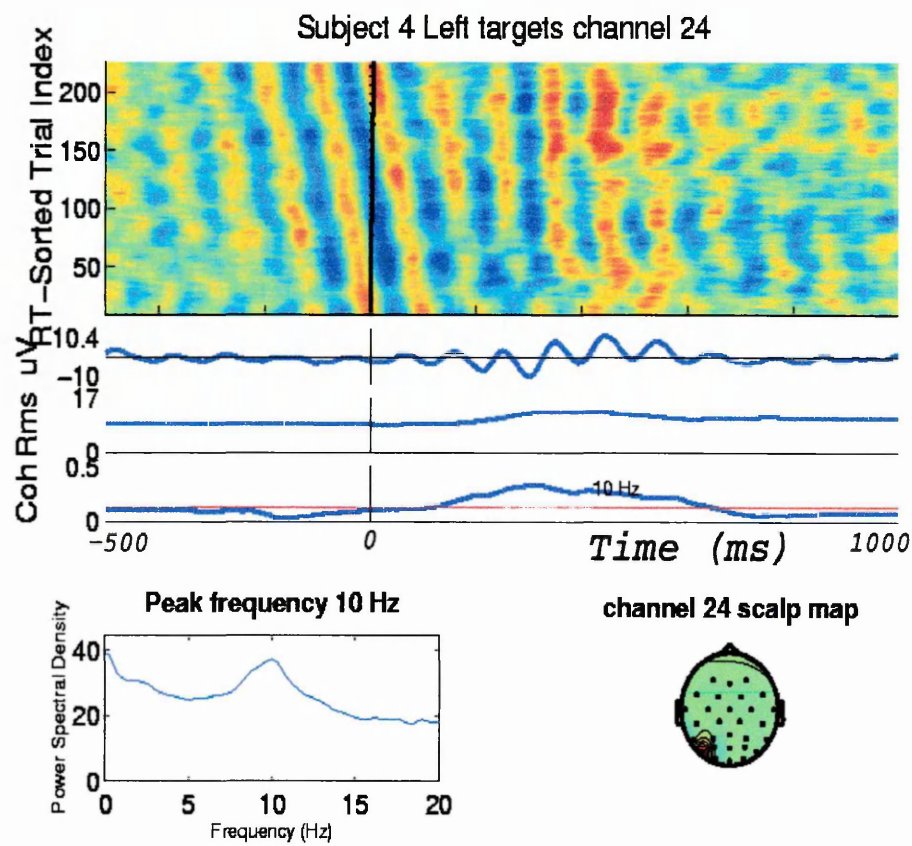 Subject 4 Left targets channel 24
RT-Sorted Trial Index
200
150
100
50
uV
10.4
-10
Rms
17
0
Coh
0.5
0
10 Hz
-500
0
Time (ms)
1000
Peak frequency 10 Hz
Power Spectral Density
40
20
0
0 5 10 15 20
Frequency (Hz)
channel 24 scalp map